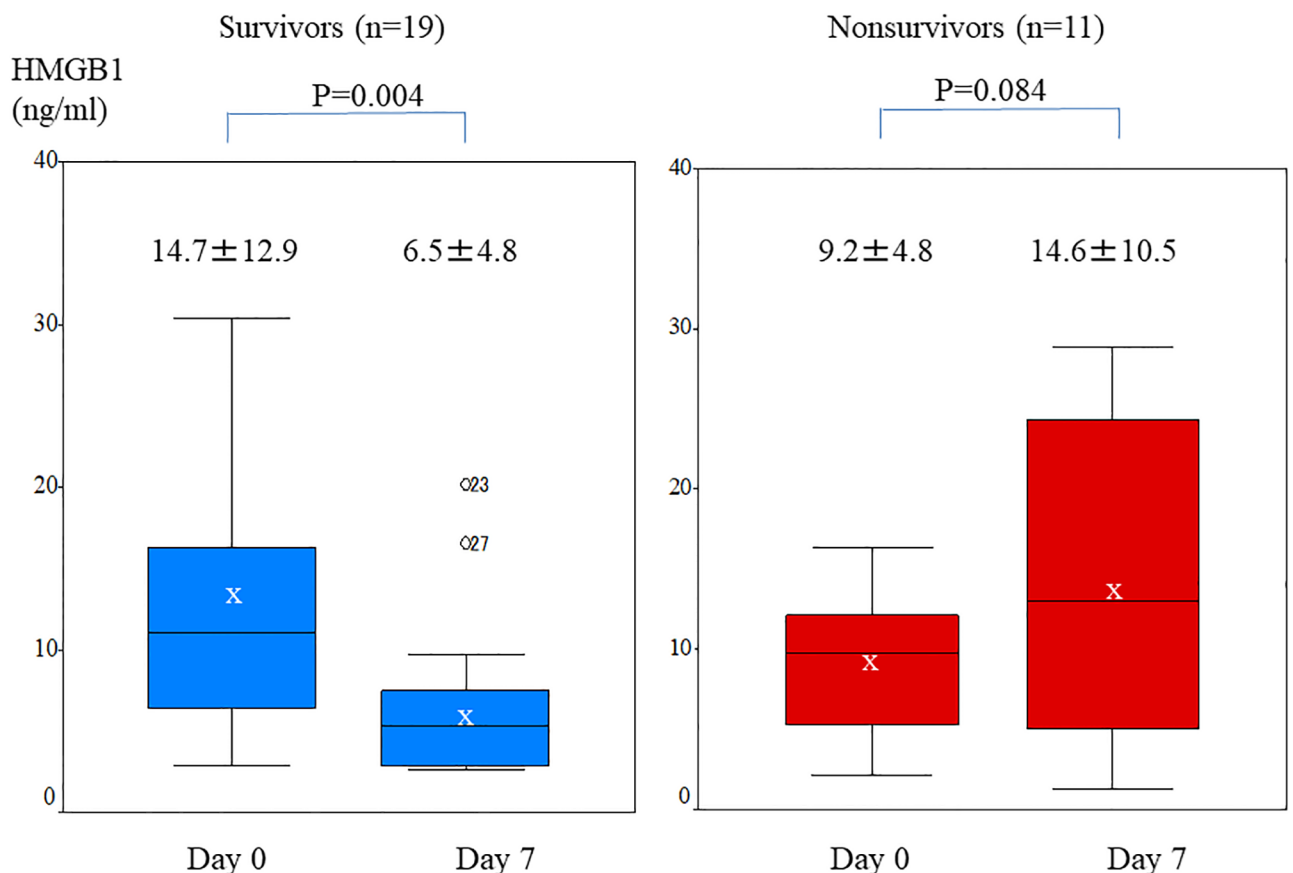 Survivors (n=19)
Nonsurvivors (n=11)
HMGB1
(ng/ml)
P=0.004
P=0.084
40
30
20
10
0
14.7±12.9
6.5±4.8
23
27
x
x
Day 0
Day 7
40
30
20
10
0
9.2±4.8
14.6±10.5
x
x
Day 0
Day 7